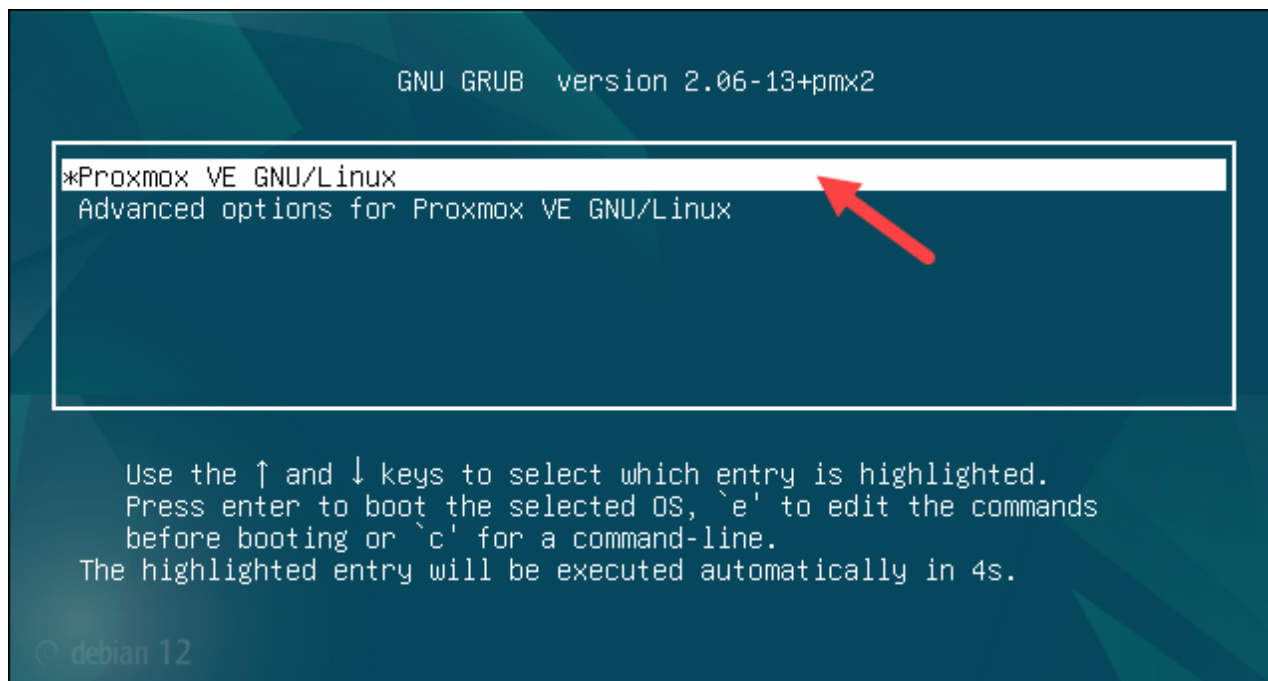 GNU GRUB  version 2.06-13+pmx2
*Proxmox VE GNU/Linux
Advanced options for Proxmox VE GNU/Linux
Use the ↑ and ↓ keys to select which entry is highlighted.
Press enter to boot the selected OS, `e' to edit the commands
before booting or `c' for a command-line.
The highlighted entry will be executed automatically in 4s.
debian 12